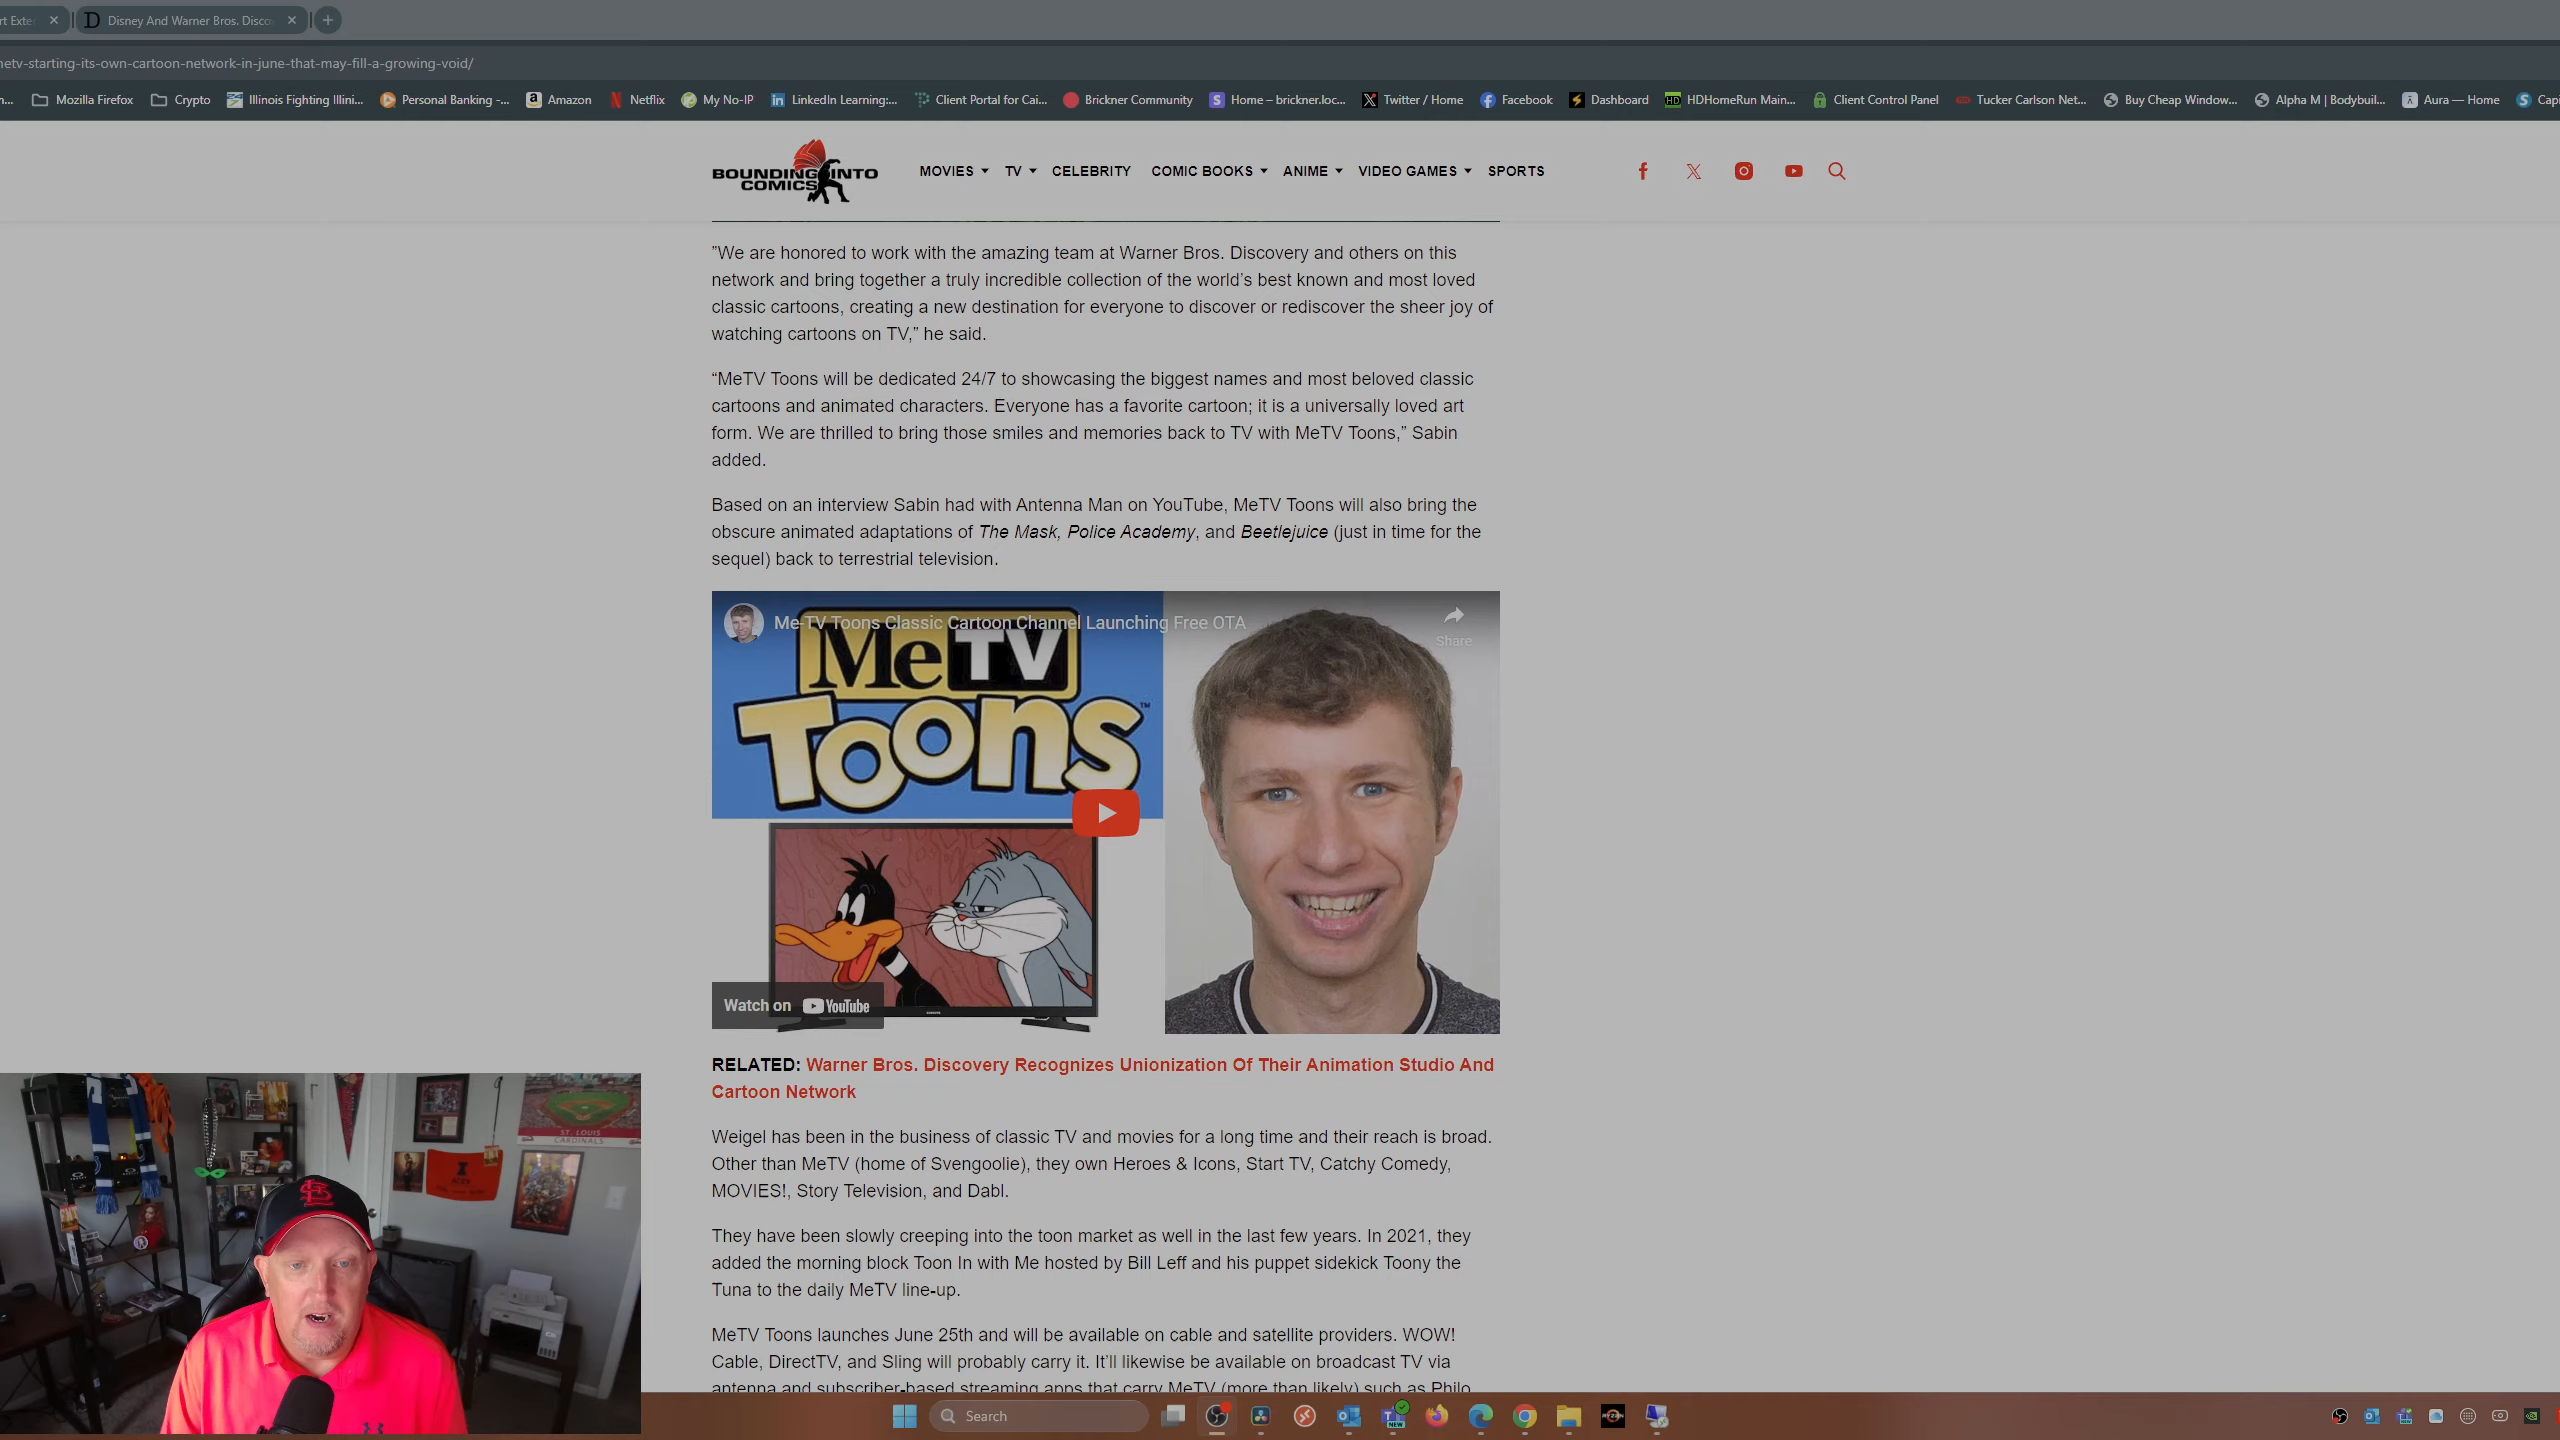 rt Exte
Disney And Warner Bros. Disco
netv-starting-its-own-cartoon-network-in-june-that-may-fill-a-growing-void/
n... Mozilla Firefox Crypto Illinois Fighting Illini... Personal Banking -... Amazon Netflix My No-IP LinkedIn Learning:... Client Portal for Cai... Brickner Community Home – brickner.loc... Twitter / Home Facebook Dashboard HDHomeRun Main... Client Control Panel Tucker Carlson Net... Buy Cheap Window... Alpha M | Bodybuil... Aura — Home Capi
BOUNDING INTO
COMICS
MOVIES TV CELEBRITY COMIC BOOKS ANIME VIDEO GAMES SPORTS
”We are honored to work with the amazing team at Warner Bros. Discovery and others on this
network and bring together a truly incredible collection of the world’s best known and most loved
classic cartoons, creating a new destination for everyone to discover or rediscover the sheer joy of
watching cartoons on TV,” he said.
“MeTV Toons will be dedicated 24/7 to showcasing the biggest names and most beloved classic
cartoons and animated characters. Everyone has a favorite cartoon; it is a universally loved art
form. We are thrilled to bring those smiles and memories back to TV with MeTV Toons,” Sabin
added.
Based on an interview Sabin had with Antenna Man on YouTube, MeTV Toons will also bring the
obscure animated adaptations of The Mask, Police Academy, and Beetlejuice (just in time for the
sequel) back to terrestrial television.
Me-TV Toons Classic Cartoon Channel Launching Free OTA
Share
MeTV
Toons™
Watch on YouTube
RELATED: Warner Bros. Discovery Recognizes Unionization Of Their Animation Studio And
Cartoon Network
Weigel has been in the business of classic TV and movies for a long time and their reach is broad.
Other than MeTV (home of Svengoolie), they own Heroes & Icons, Start TV, Catchy Comedy,
MOVIES!, Story Television, and Dabl.
They have been slowly creeping into the toon market as well in the last few years. In 2021, they
added the morning block Toon In with Me hosted by Bill Leff and his puppet sidekick Toony the
Tuna to the daily MeTV line-up.
MeTV Toons launches June 25th and will be available on cable and satellite providers. WOW!
Cable, DirectTV, and Sling will probably carry it. It’ll likewise be available on broadcast TV via
antenna and subscriber-based streaming apps that carry MeTV (more than likely) such as Philo
ST. LOUIS
CARDINALS
Search
NEW
RYZEN